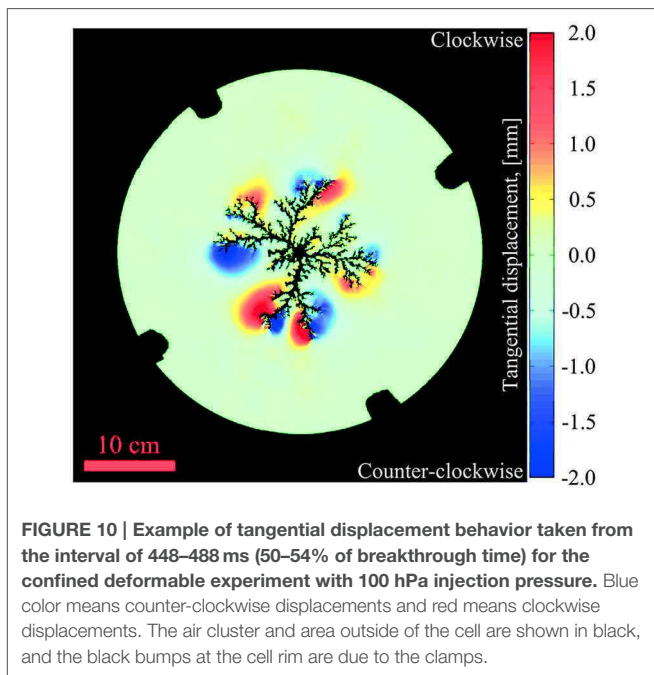 Clockwise
2.0
1.5
1.0
0.5
0.0
-0.5
-1.0
-1.5
-2.0
Tangential displacement, [mm]
10 cm
Counter-clockwise
FIGURE 10 | Example of tangential displacement behavior taken from
the interval of 448–488 ms (50–54% of breakthrough time) for the
confined deformable experiment with 100 hPa injection pressure. Blue
color means counter-clockwise displacements and red means clockwise
displacements. The air cluster and area outside of the cell are shown in black,
and the black bumps at the cell rim are due to the clamps.